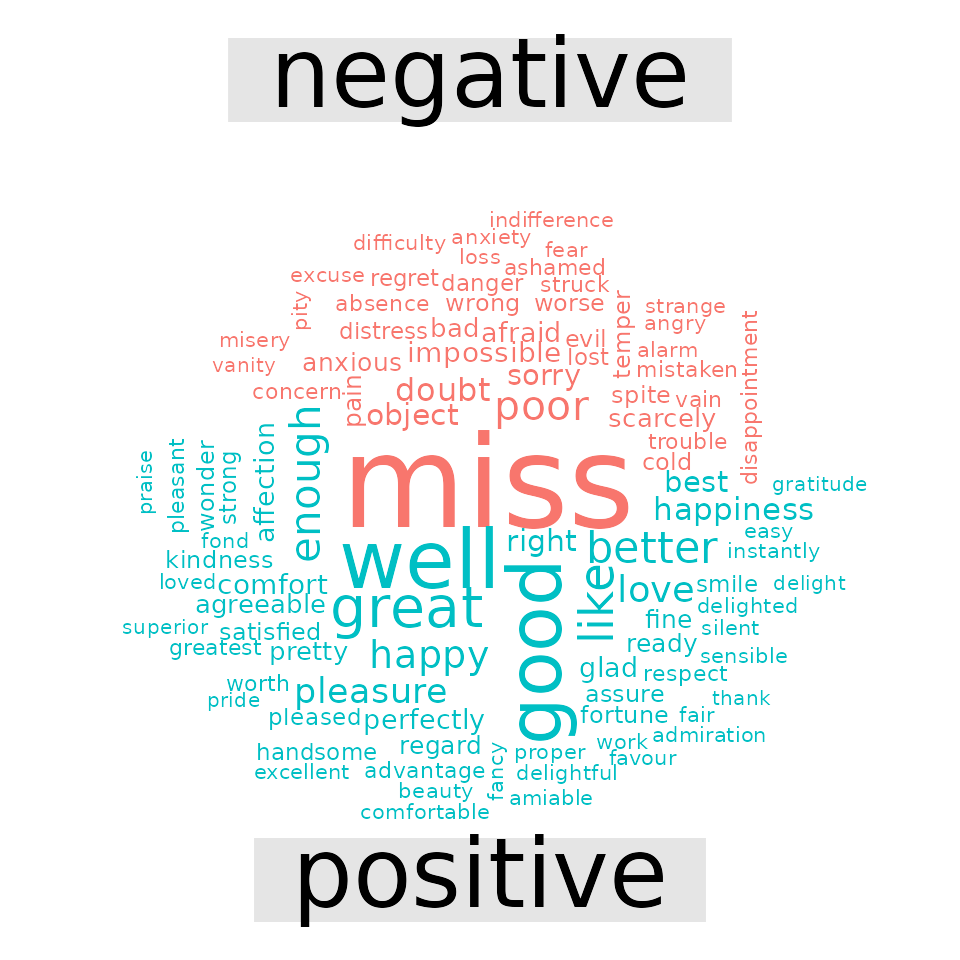 negative
indifference
difficulty anxiety
loss fear
excuse regret danger ashamed
struck
pity absence wrong worse temper strange
misery distress bad afraid evil angry
vanity anxious impossible lost alarm
mistaken
disappointment
concern pain doubt sorry spite vain
object poor scarcely
trouble
cold
miss
enough
affection
strong
wonder
pleasant
praise
best gratitude
happiness
well right better easy
instantly
fond
kindness
good
like
loved comfort love smile delight
agreeable great fine delighted
superior satisfied silent
greatest pretty happy ready sensible
glad respect
worth pleasure assure thank
pride
pleased perfectly fortune fair
admiration
handsome regard proper work
favour
excellent advantage fancy delightful
beauty amiable
comfortable
positive